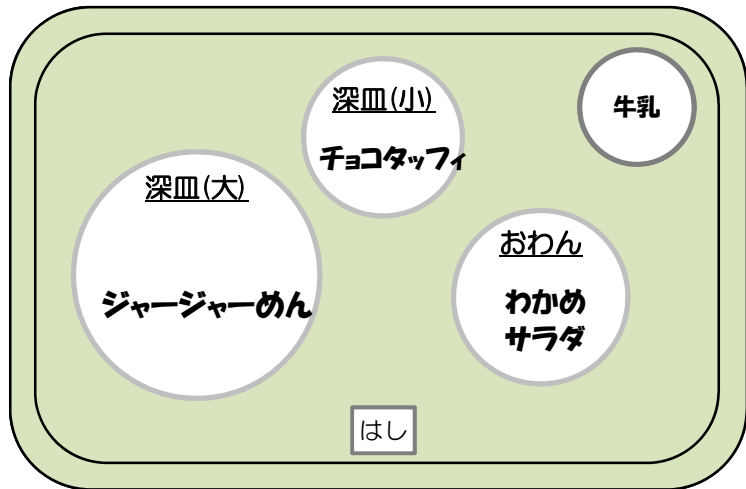 深皿(小)
チョコタッフィ
牛乳
深皿(大)
ジャージャーめん
おわん
わかめ
サラダ
はし